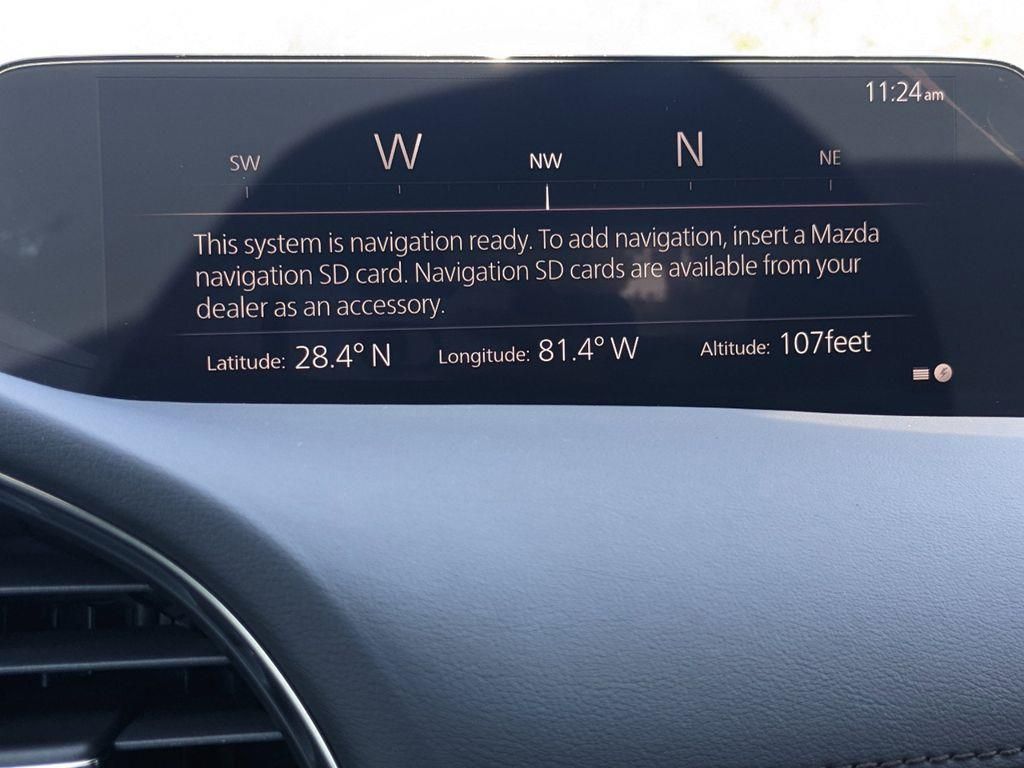 11:24am
SW W NW N NE
This system is navigation ready. To add navigation, insert a Mazda
navigation SD card. Navigation SD cards are available from your
dealer as an accessory.
Latitude: 28.4° N Longitude: 81.4° W Altitude: 107feet